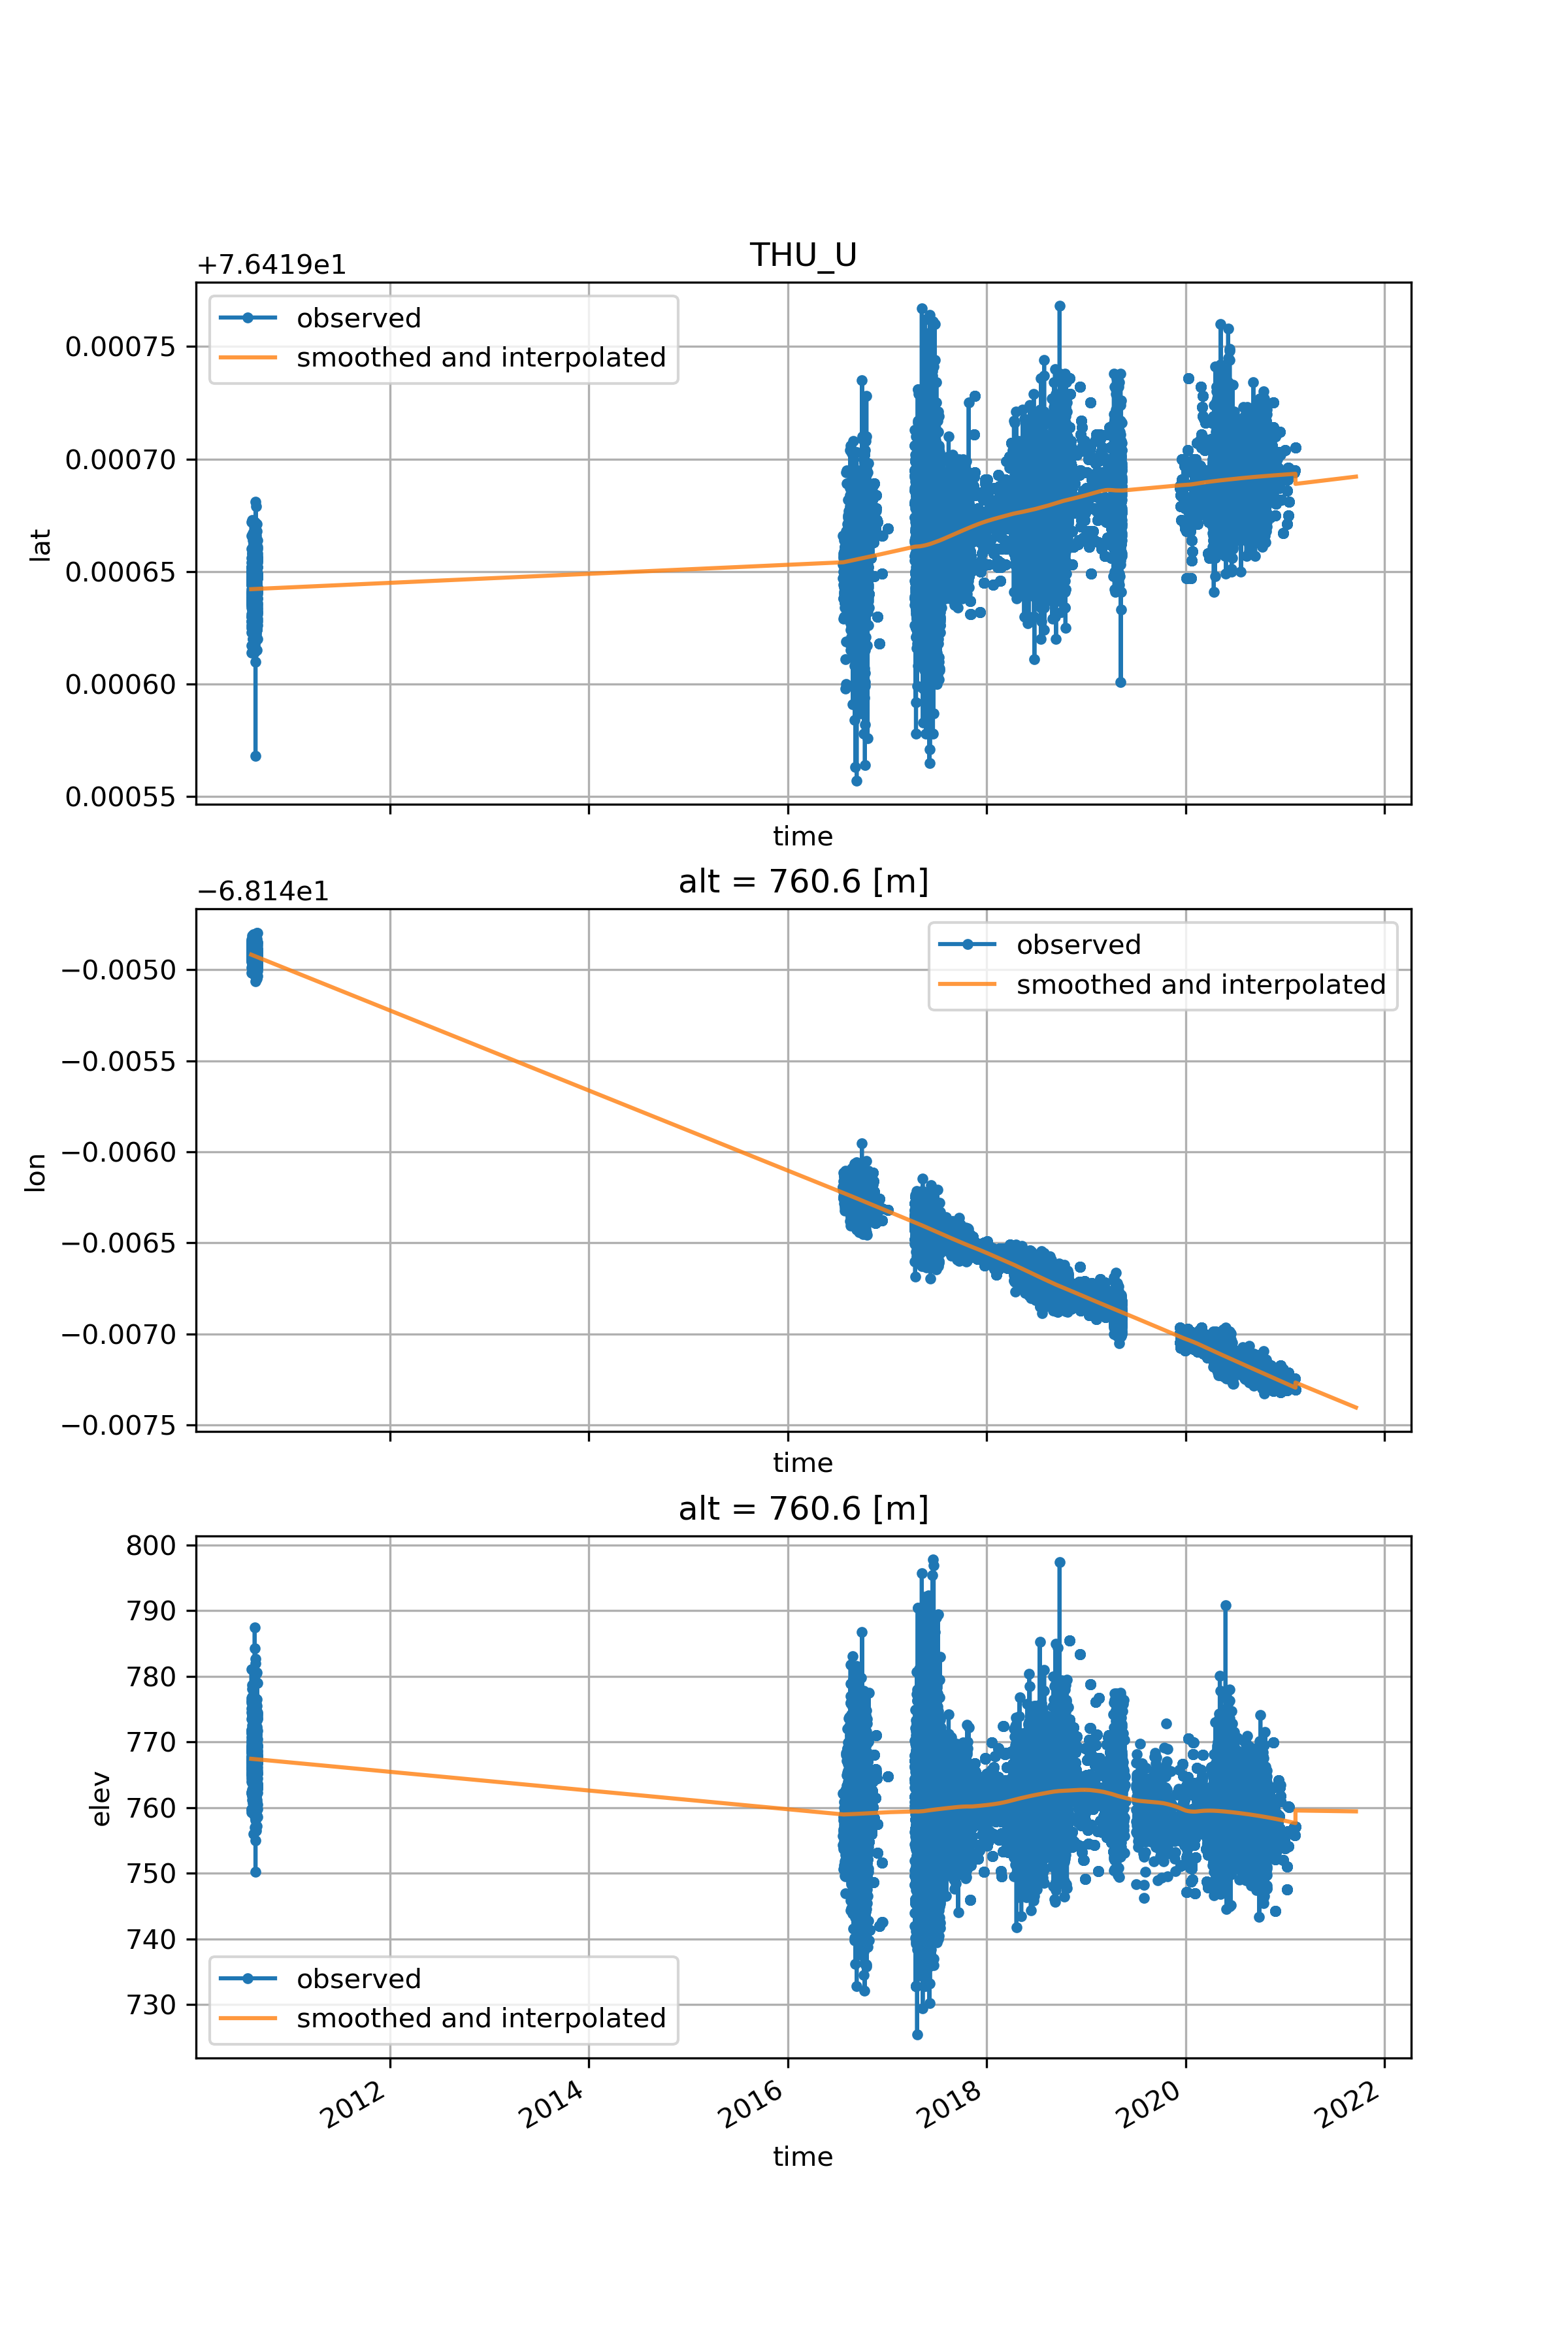 THU_U
+7.6419e1
observed
smoothed and interpolated
0.00075
0.00070
0.00065
0.00060
0.00055
lat
time
alt = 760.6 [m]
−6.814e1
observed
smoothed and interpolated
−0.0050
−0.0055
−0.0060
−0.0065
−0.0070
−0.0075
lon
time
alt = 760.6 [m]
800
790
780
770
760
750
740
730
elev
observed
smoothed and interpolated
2012 2014 2016 2018 2020 2022
time